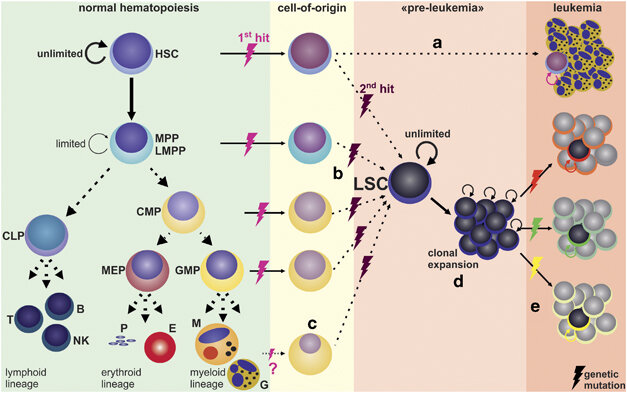 normal hematopoiesis
cell-of-origin
«pre-leukemia»
leukemia
unlimited
HSC
1st hit
a
2nd hit
limited
MPP
LMPP
b
unlimited
LSC
CMP
CLP
MEP
GMP
clonal
expansion
d
e
c
T
B
NK
P
E
M
G
?
lymphoid
lineage
erythroid
lineage
myeloid
lineage
genetic
mutation